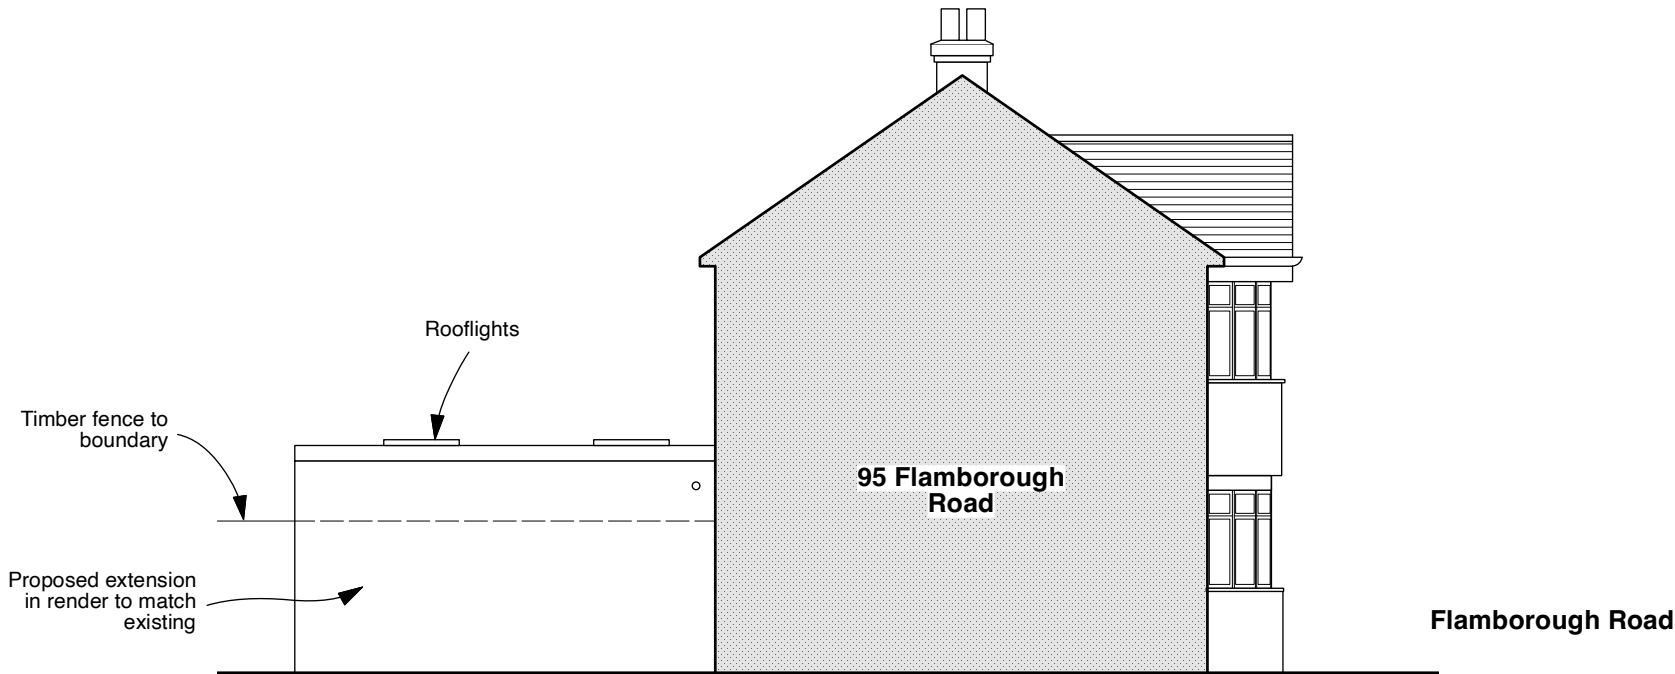 Rooflights
Timber fence to
boundary
95 Flamborough
Road
Proposed extension
in render to match
existing
Flamborough Road